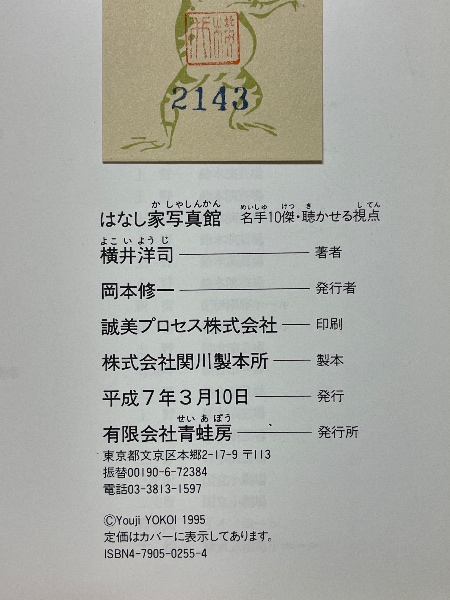 2143
はなし家写真館 名手10傑・聴かせる視点
横井洋司 ―― 著者
岡本修一 ―― 発行者
誠美プロセス株式会社 ― 印刷
株式会社関川製本所 ― 製本
平成7年3月10日 ― 発行
有限会社青蛙房 ―― 発行所
東京都文京区本郷2-17-9 〒113
振替00190-6-72384
電話03-3813-1597
©Youji YOKOI 1995
定価はカバーに表示してあります。
ISBN4-7905-0255-4